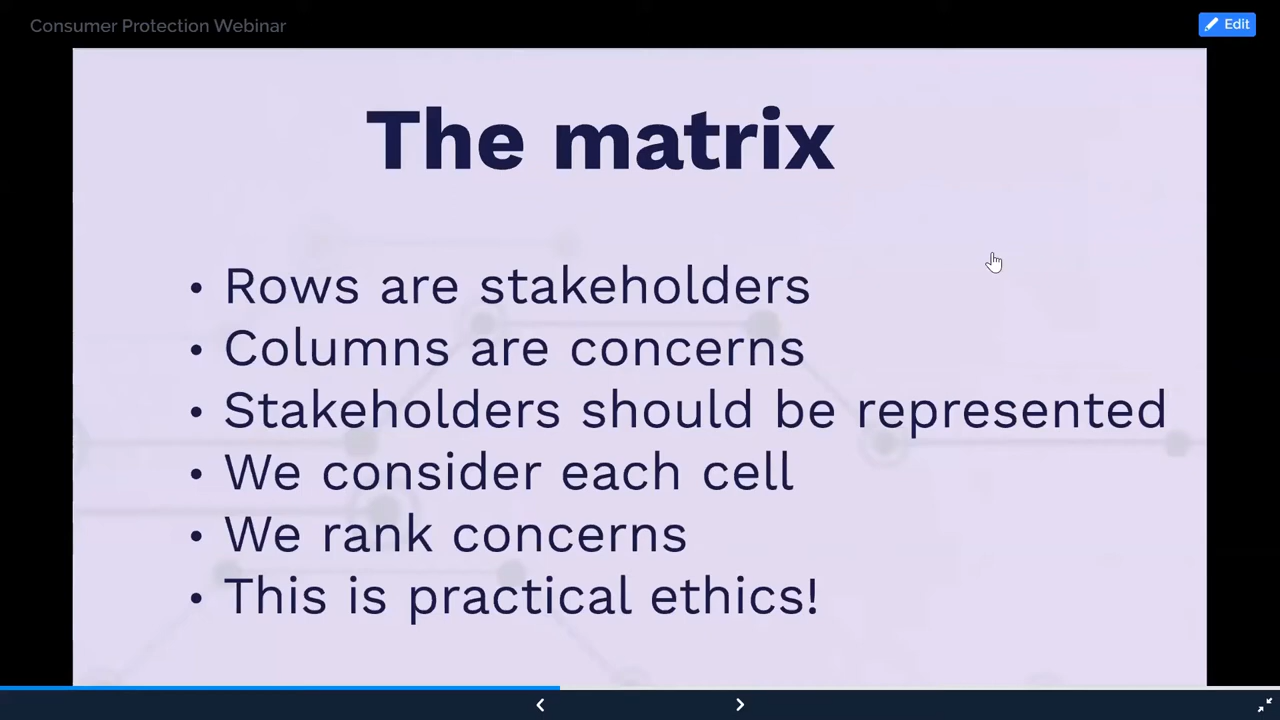 Consumer Protection Webinar
Edit
The matrix
• Rows are stakeholders
• Columns are concerns
• Stakeholders should be represented
• We consider each cell
• We rank concerns
• This is practical ethics!